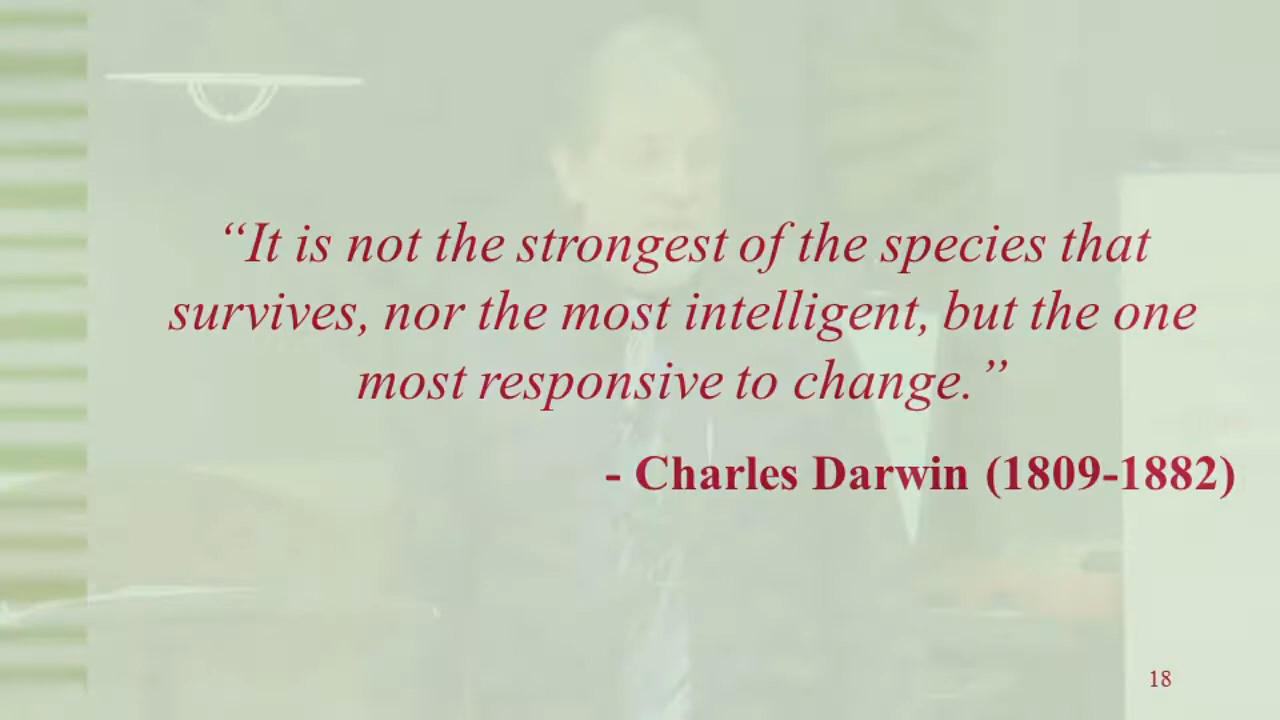 “It is not the strongest of the species that
survives, nor the most intelligent, but the one
most responsive to change.”
- Charles Darwin (1809-1882)
18